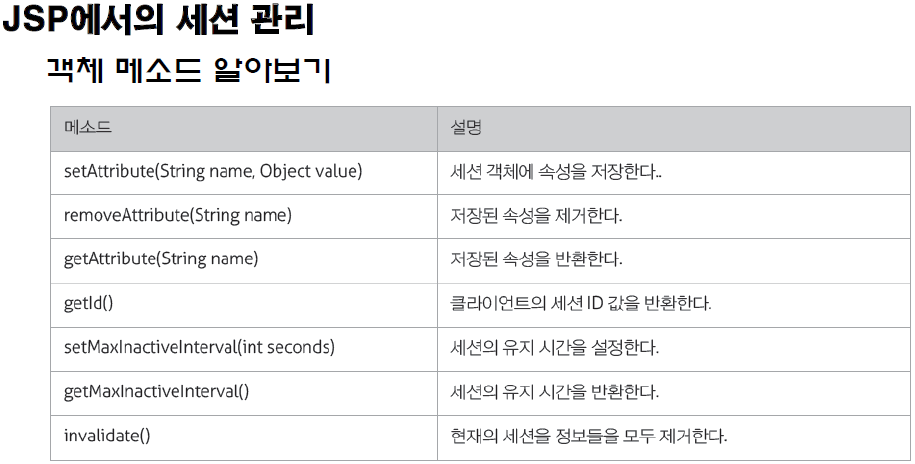 JSP에서의 세션 관리
객체 메소드 알아보기
메소드 설명
setAttribute(String name, Object value) 세션 객체에 속성을 저장한다..
removeAttribute(String name) 저장된 속성을 제거한다.
getAttribute(String name) 저장된 속성을 반환한다.
getId() 클라이언트의 세션 ID 값을 반환한다.
setMaxInactiveInterval(int seconds) 세션의 유지 시간을 설정한다.
getMaxInactiveInterval() 세션의 유지 시간을 반환한다.
invalidate() 현재의 세션을 정보들을 모두 제거한다.